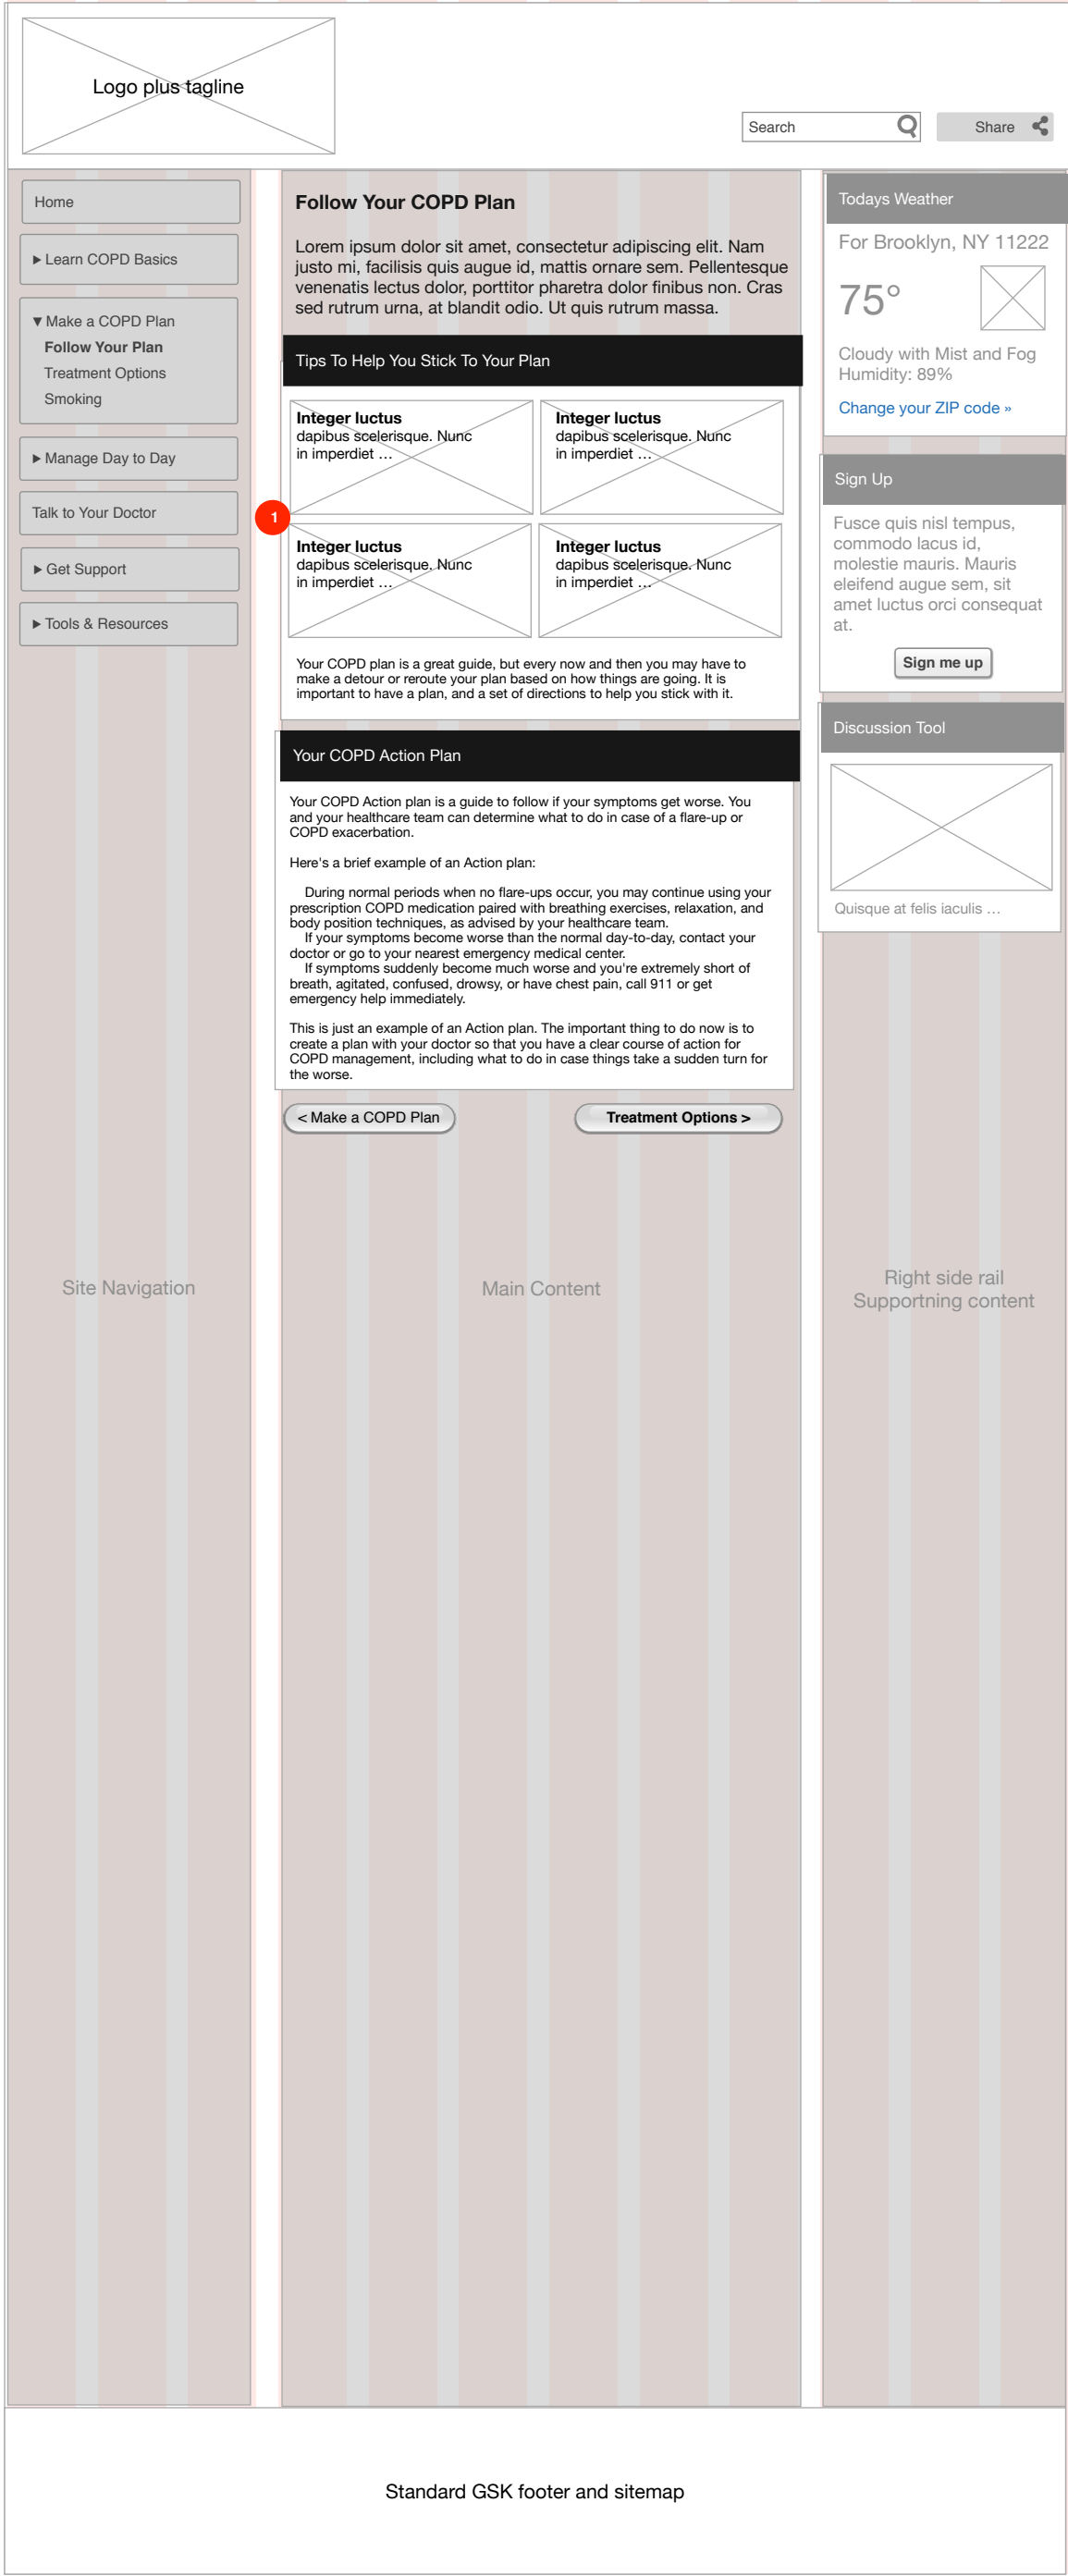 Logo plus tagline
Search
Share
Home
▶ Learn COPD Basics
▼ Make a COPD Plan
Follow Your Plan
Treatment Options
Smoking
▶ Manage Day to Day
Talk to Your Doctor
▶ Get Support
▶ Tools & Resources
Site Navigation
Follow Your COPD Plan
Lorem ipsum dolor sit amet, consectetur adipiscing elit. Nam
justo mi, facilisis quis augue id, mattis ornare sem. Pellentesque
venenatis lectus dolor, porttitor pharetra dolor finibus non. Cras
sed rutrum urna, at blandit odio. Ut quis rutrum massa.
Tips To Help You Stick To Your Plan
Integer luctus
dapibus scelerisque. Nunc
in imperdiet …
Integer luctus
dapibus scelerisque. Nunc
in imperdiet …
1
Integer luctus
dapibus scelerisque. Nunc
in imperdiet …
Integer luctus
dapibus scelerisque. Nunc
in imperdiet …
Your COPD plan is a great guide, but every now and then you may have to
make a detour or reroute your plan based on how things are going. It is
important to have a plan, and a set of directions to help you stick with it.
Your COPD Action Plan
Your COPD Action plan is a guide to follow if your symptoms get worse. You
and your healthcare team can determine what to do in case of a flare-up or
COPD exacerbation.
Here's a brief example of an Action plan:
During normal periods when no flare-ups occur, you may continue using your
prescription COPD medication paired with breathing exercises, relaxation, and
body position techniques, as advised by your healthcare team.
If your symptoms become worse than the normal day-to-day, contact your
doctor or go to your nearest emergency medical center.
If symptoms suddenly become much worse and you're extremely short of
breath, agitated, confused, drowsy, or have chest pain, call 911 or get
emergency help immediately.
This is just an example of an Action plan. The important thing to do now is to
create a plan with your doctor so that you have a clear course of action for
COPD management, including what to do in case things take a sudden turn for
the worse.
< Make a COPD Plan
Treatment Options >
Main Content
Todays Weather
For Brooklyn, NY 11222
75°
Cloudy with Mist and Fog
Humidity: 89%
Change your ZIP code »
Sign Up
Fusce quis nisl tempus,
commodo lacus id,
molestie mauris. Mauris
eleifend augue sem, sit
amet luctus orci consequat
at.
Sign me up
Discussion Tool
Quisque at felis iaculis …
Right side rail
Supportning content
Standard GSK footer and sitemap